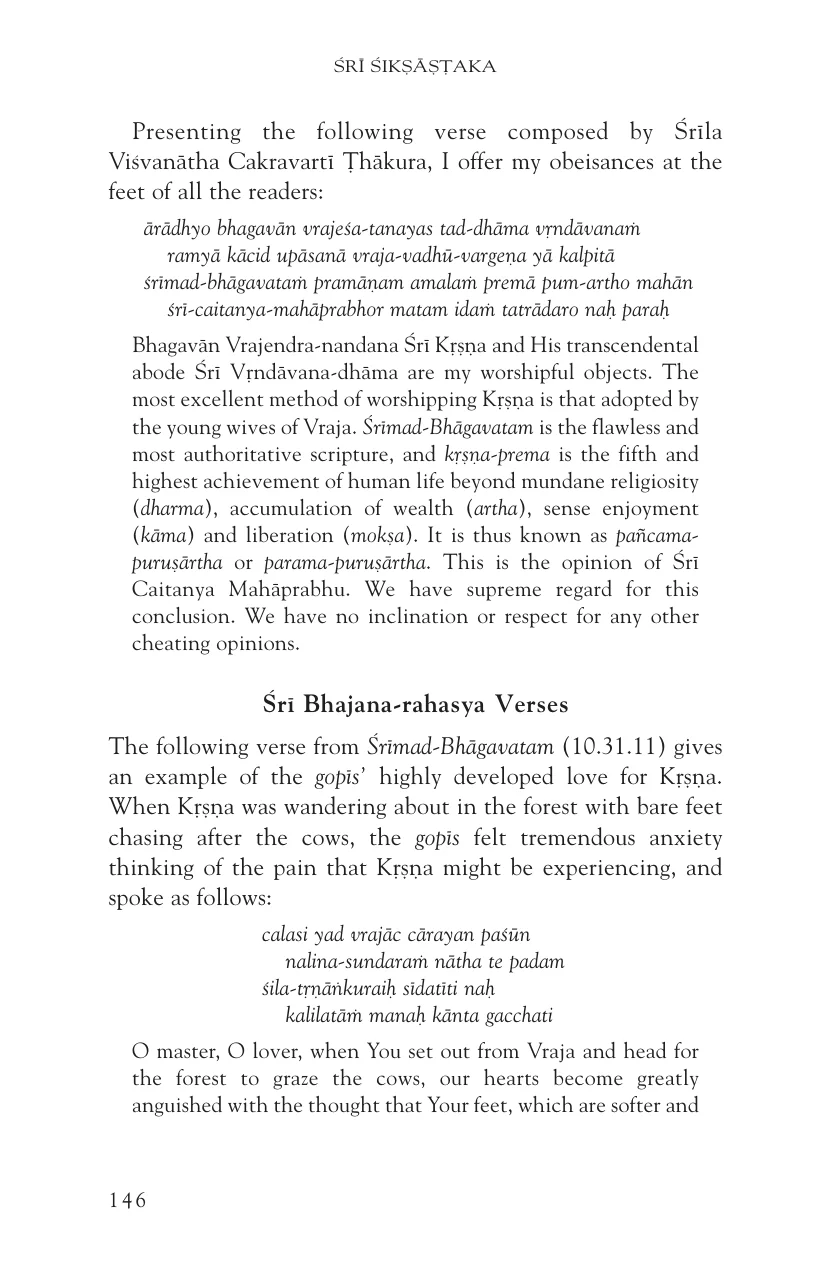 ŚRĪ ŚIKṢĀṢṬAKA
Presenting the following verse composed by Śrīla
Viśvanātha Cakravartī Ṭhākura, I offer my obeisances at the
feet of all the readers:
ārādhyo bhagavān vrajeśa-tanayas tad-dhāma vṛndāvanaṁ
ramyā kācid upāsanā vraja-vadhū-vargeṇa yā kalpitā
śrīmad-bhāgavataṁ pramāṇam amalaṁ premā pum-artho mahān
śrī-caitanya-mahāprabhor matam idaṁ tatrādaro naḥ paraḥ
Bhagavān Vrajendra-nandana Śrī Kṛṣṇa and His transcendental
abode Śrī Vṛndāvana-dhāma are my worshipful objects. The
most excellent method of worshipping Kṛṣṇa is that adopted by
the young wives of Vraja. Śrīmad-Bhāgavatam is the flawless and
most authoritative scripture, and kṛṣṇa-prema is the fifth and
highest achievement of human life beyond mundane religiosity
(dharma), accumulation of wealth (artha), sense enjoyment
(kāma) and liberation (mokṣa). It is thus known as pañcama-
puruṣārtha or parama-puruṣārtha. This is the opinion of Śrī
Caitanya Mahāprabhu. We have supreme regard for this
conclusion. We have no inclination or respect for any other
cheating opinions.
Śrī Bhajana-rahasya Verses
The following verse from Śrīmad-Bhāgavatam (10.31.11) gives
an example of the gopīs’ highly developed love for Kṛṣṇa.
When Kṛṣṇa was wandering about in the forest with bare feet
chasing after the cows, the gopīs felt tremendous anxiety
thinking of the pain that Kṛṣṇa might be experiencing, and
spoke as follows:
calasi yad vrajāc cārayan paśūn
nalina-sundaraṁ nātha te padam
śila-tṛṇāṅkuraiḥ sīdatīti naḥ
kalilatāṁ manaḥ kānta gacchati
O master, O lover, when You set out from Vraja and head for
the forest to graze the cows, our hearts become greatly
anguished with the thought that Your feet, which are softer and
146